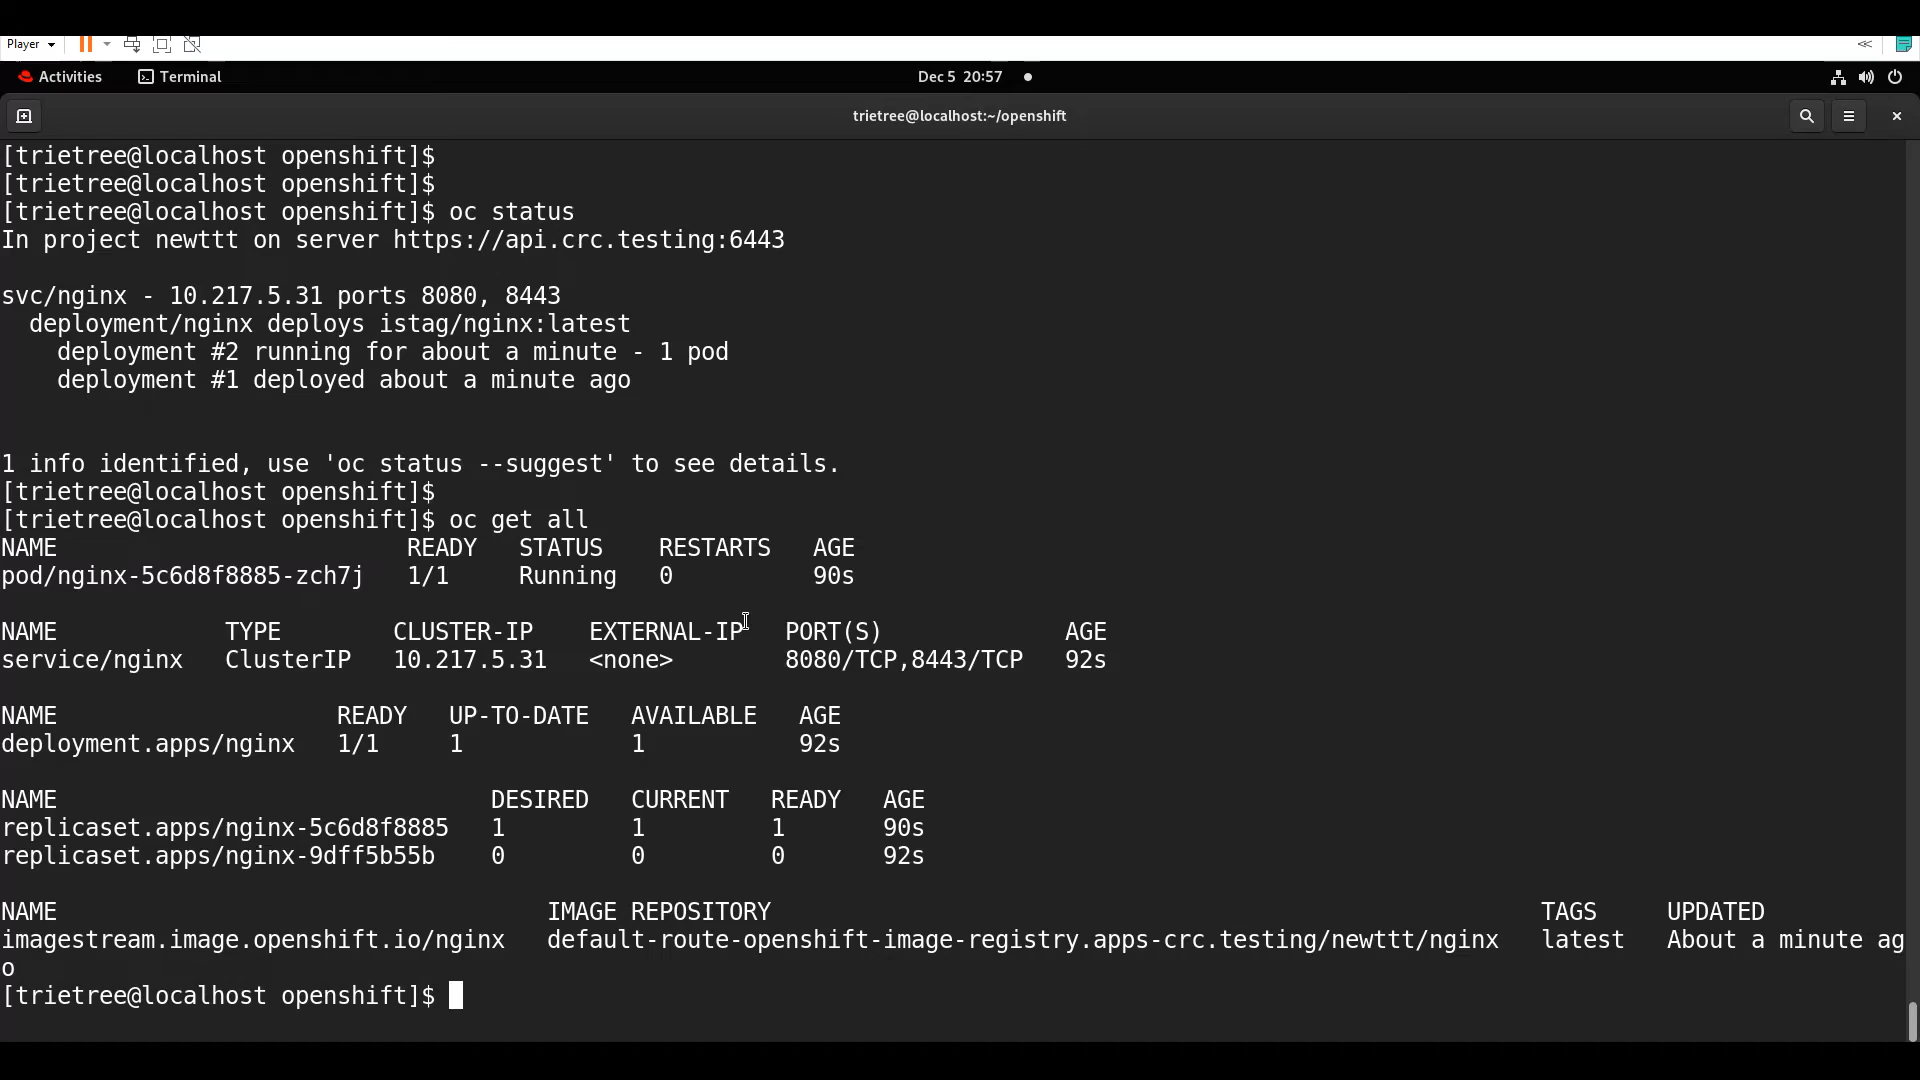 Player
Activities Terminal Dec 5 20:57
trietree@localhost:~/openshift
[trietree@localhost openshift]$
[trietree@localhost openshift]$
[trietree@localhost openshift]$ oc status
In project newttt on server https://api.crc.testing:6443
svc/nginx - 10.217.5.31 ports 8080, 8443
  deployment/nginx deploys istag/nginx:latest
    deployment #2 running for about a minute - 1 pod
    deployment #1 deployed about a minute ago
1 info identified, use 'oc status --suggest' to see details.
[trietree@localhost openshift]$
[trietree@localhost openshift]$ oc get all
NAME                         READY   STATUS    RESTARTS   AGE
pod/nginx-5c6d8f8885-zch7j   1/1     Running   0          90s
NAME            TYPE        CLUSTER-IP    EXTERNAL-IP   PORT(S)             AGE
service/nginx   ClusterIP   10.217.5.31   <none>        8080/TCP,8443/TCP   92s
NAME                    READY   UP-TO-DATE   AVAILABLE   AGE
deployment.apps/nginx   1/1     1            1           92s
NAME                               DESIRED   CURRENT   READY   AGE
replicaset.apps/nginx-5c6d8f8885   1         1         1       90s
replicaset.apps/nginx-9dff5b55b    0         0         0       92s
NAME                                   IMAGE REPOSITORY                                                       TAGS     UPDATED
imagestream.image.openshift.io/nginx   default-route-openshift-image-registry.apps-crc.testing/newttt/nginx   latest   About a minute ag
o
[trietree@localhost openshift]$